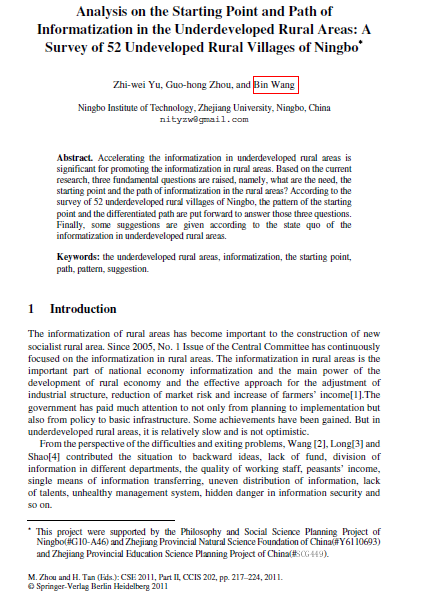 Analysis on the Starting Point and Path of
Informatization in the Underdeveloped Rural Areas: A
Survey of 52 Undeveloped Rural Villages of Ningbo*
Zhi-wei Yu, Guo-hong Zhou, and Bin Wang
Ningbo Institute of Technology, Zhejiang University, Ningbo, China
nityzw@gmail.com
Abstract. Accelerating the informatization in underdeveloped rural areas is
significant for promoting the informatization in rural areas. Based on the current
research, three fundamental questions are raised, namely, what are the need, the
starting point and the path of informatization in the rural areas? According to the
survey of 52 underdeveloped rural villages of Ningbo, the pattern of the starting
point and the differentiated path are put forward to answer those three questions.
Finally, some suggestions are given according to the state quo of the
informatization in underdeveloped rural areas.
Keywords: the underdeveloped rural areas, informatization, the starting point,
path, pattern, suggestion.
1 Introduction
The informatization of rural areas has become important to the construction of new
socialist rural area. Since 2005, No. 1 Issue of the Central Committee has continuously
focused on the informatization in rural areas. The informatization in rural areas is the
important part of national economy informatization and the main power of the
development of rural economy and the effective approach for the adjustment of
industrial structure, reduction of market risk and increase of farmers' income[1].The
government has paid much attention to not only from planning to implementation but
also from policy to basic infrastructure. Some achievements have been gained. But in
underdeveloped rural areas, it is relatively slow and is not optimistic.
From the perspective of the difficulties and exiting problems, Wang [2], Long[3] and
Shao[4] contributed the situation to backward ideas, lack of fund, division of
information in different departments, the quality of working staff, peasants' income,
single means of information transferring, uneven distribution of information, lack
of talents, unhealthy management system, hidden danger in information security and
so on.
* This project were supported by the Philosophy and Social Science Planning Project of
Ningbo(#G10-A46) and Zhejiang Provincial Natural Science Foundation of China(#Y6110693)
and Zhejiang Provincial Education Science Planning Project of China(#SCG449).
M. Zhou and H. Tan (Eds.): CSE 2011, Part II, CCIS 202, pp. 217–224, 2011.
© Springer-Verlag Berlin Heidelberg 2011